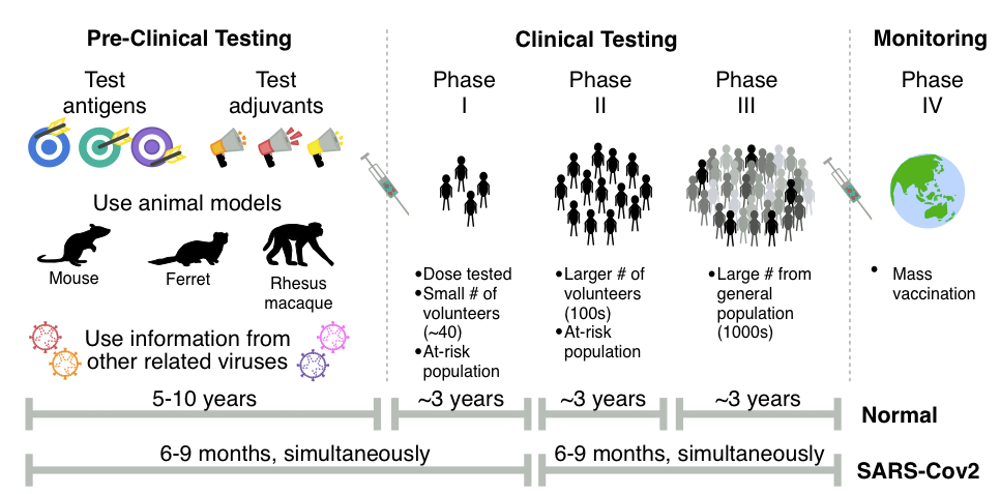 Pre-Clinical Testing
Clinical Testing
Monitoring
Test
antigens
Test
adjuvants
Phase
I
Phase
II
Phase
III
Phase
IV
Use animal models
Mouse
Ferret
Rhesus
macaque
Use information from
other related viruses
•Dose tested
•Small # of
volunteers
(~40)
•At-risk
population
•Larger # of
volunteers
(100s)
•At-risk
population
•Large # from
general
population
(1000s)
• Mass
vaccination
5-10 years
~3 years
~3 years
~3 years
Normal
6-9 months, simultaneously
6-9 months, simultaneously
SARS-Cov2